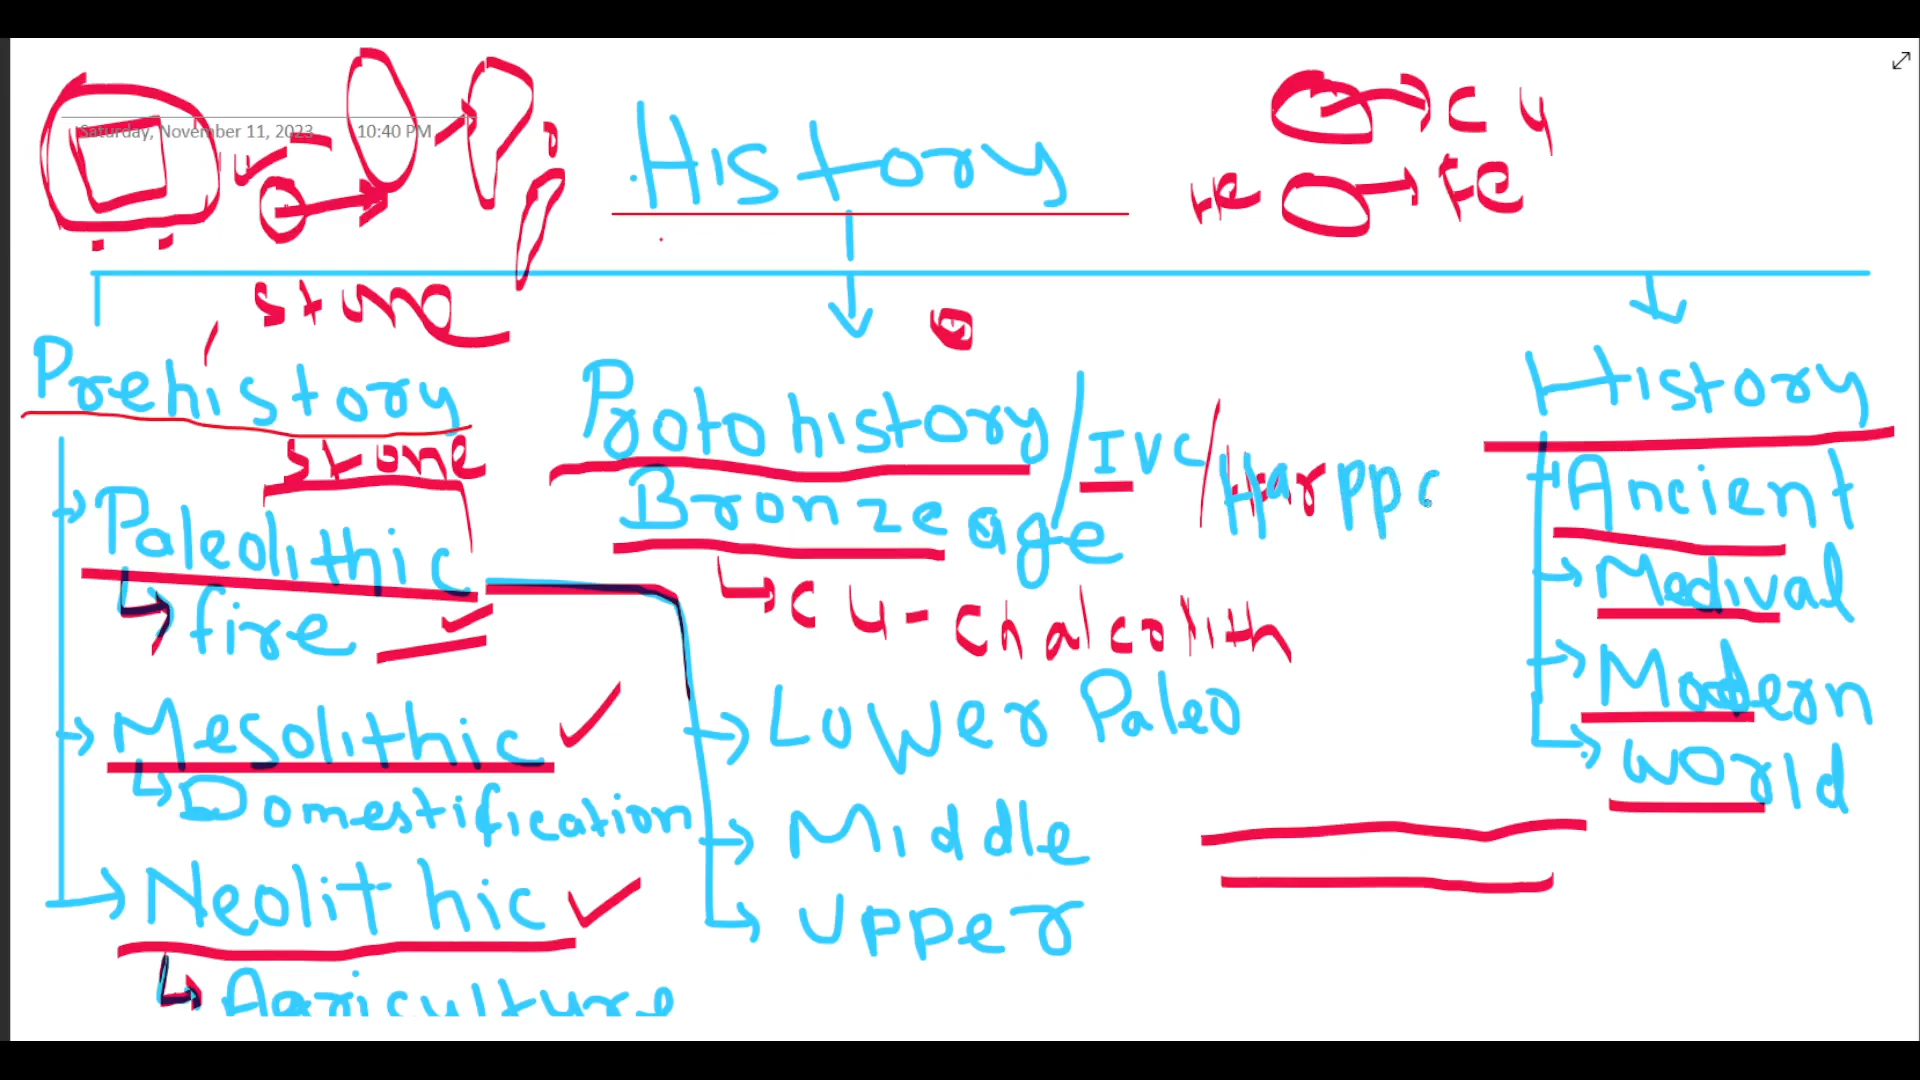 Saturday, November 11, 2023 10:40 PM
History
Cu
Fe
Stone
Prehistory
Stone
Protohistory / IVC / Harppa
Bronze age
Cu - Chalcolith
History
Paleolithic
fire
Mesolithic
Domestification
Neolithic
Agriculture
Lower Paleo
Middle
Upper
Ancient
Medival
Modern
World